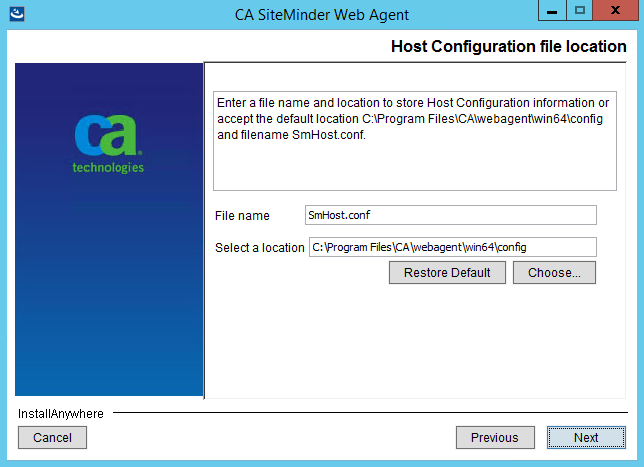 CA SiteMinder Web Agent
Host Configuration file location
ca
technologies
Enter a file name and location to store Host Configuration information or
accept the default location C:\Program Files\CA\webagent\win64\config
and filename SmHost.conf.
File name
SmHost.conf
Select a location
C:\Program Files\CA\webagent\win64\config
Restore Default
Choose...
InstallAnywhere
Cancel
Previous
Next